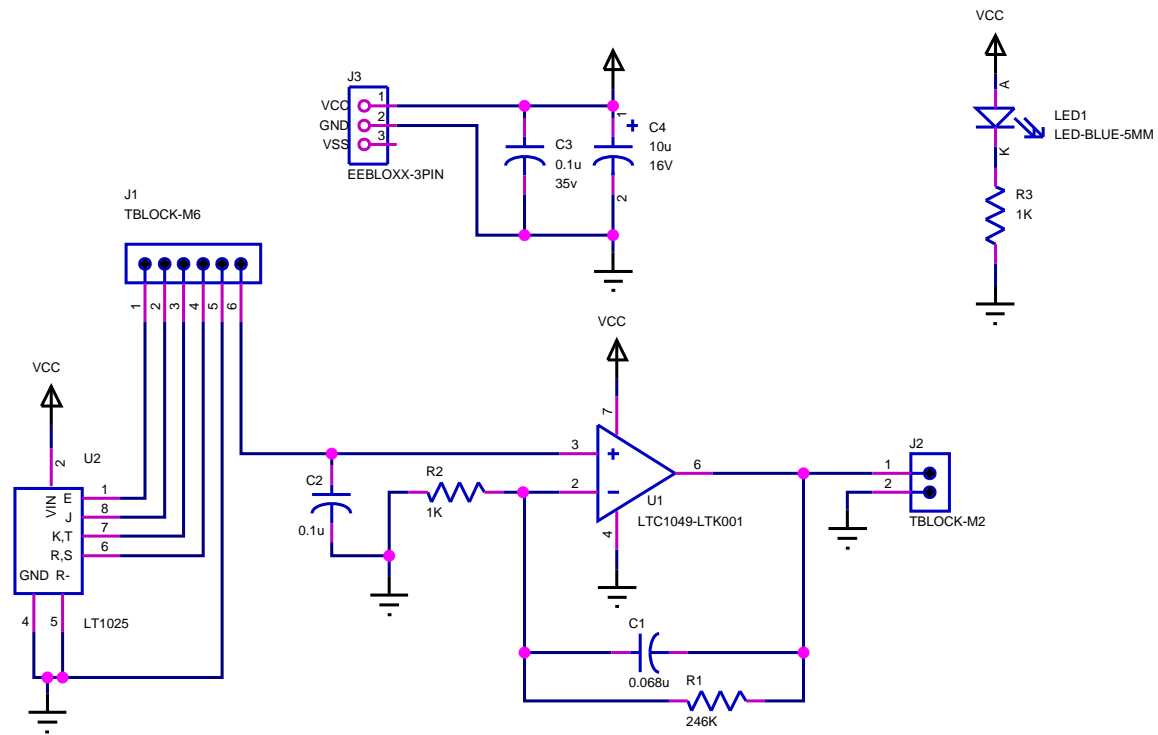 VCC
J3
VCC 1
GND 2
VSS 3
EEBLOXX-3PIN
C3
0.1u
35v
1
+
C4
10u
16V
2
A
K
LED1
LED-BLUE-5MM
R3
1K
J1
TBLOCK-M6
1 2 3 4 5 6
VCC
2
U2
VIN
E 1
J 8
K,T 7
R,S 6
GND R-
4 5
LT1025
VCC
7
3 +
2 −
6
4
U1
LTC1049-LTK001
C2
0.1u
R2
1K
J2
1
2
TBLOCK-M2
C1
0.068u
R1
246K